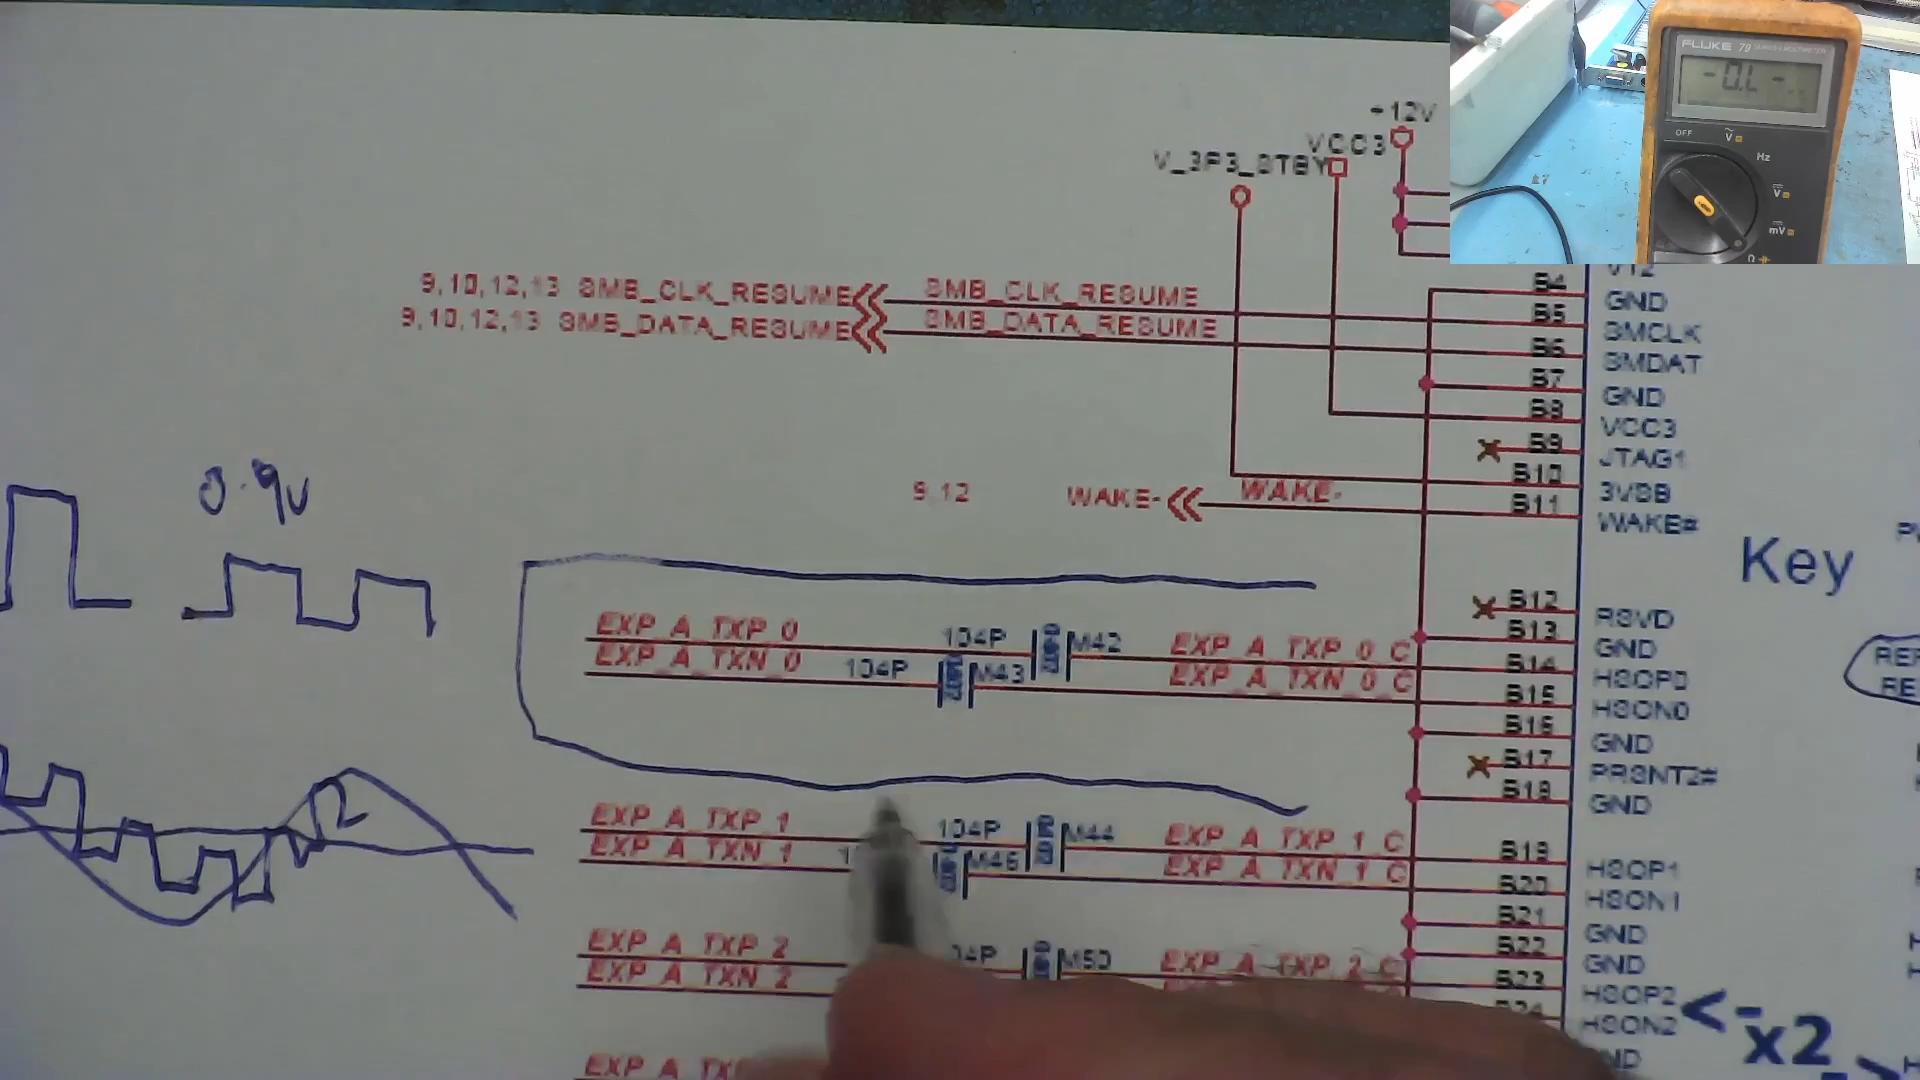 FLUKE 79
OFF
V
Hz
V
mV
Ω
+12V
VCC3
V_3P3_STBY
9,10,12,13 SMB_CLK_RESUME
SMB_CLK_RESUME
9,10,12,13 SMB_DATA_RESUME
SMB_DATA_RESUME
B4
GND
B5
SMCLK
B6
SMDAT
B7
GND
B8
VCC3
B9
JTAG1
B10
3VSB
B11
WAKE#
9,12
WAKE-
WAKE-
Key
0.9v
B12
RSVD
B13
GND
EXP_A_TXP_0
104P
M42
EXP_A_TXP_0_C
B14
HSOP0
EXP_A_TXN_0
104P
M43
EXP_A_TXN_0_C
B15
HSON0
B16
GND
B17
PRSNT2#
B18
GND
EXP_A_TXP_1
104P
M44
EXP_A_TXP_1_C
B19
HSOP1
EXP_A_TXN_1
M46
EXP_A_TXN_1_C
B20
HSON1
B21
GND
B22
GND
EXP_A_TXP_2
M50
EXP_A_TXP_2_C
B23
HSOP2
EXP_A_TXN_2
HSON2
<-x2->